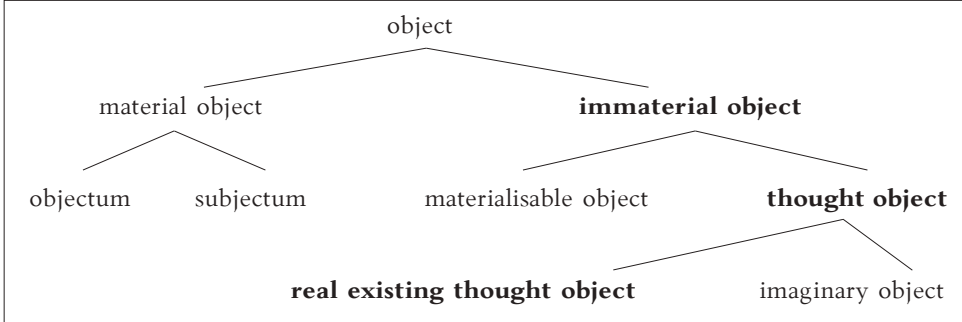 object
material object immaterial object
objectum subjectum materialisable object thought object
real existing thought object imaginary object